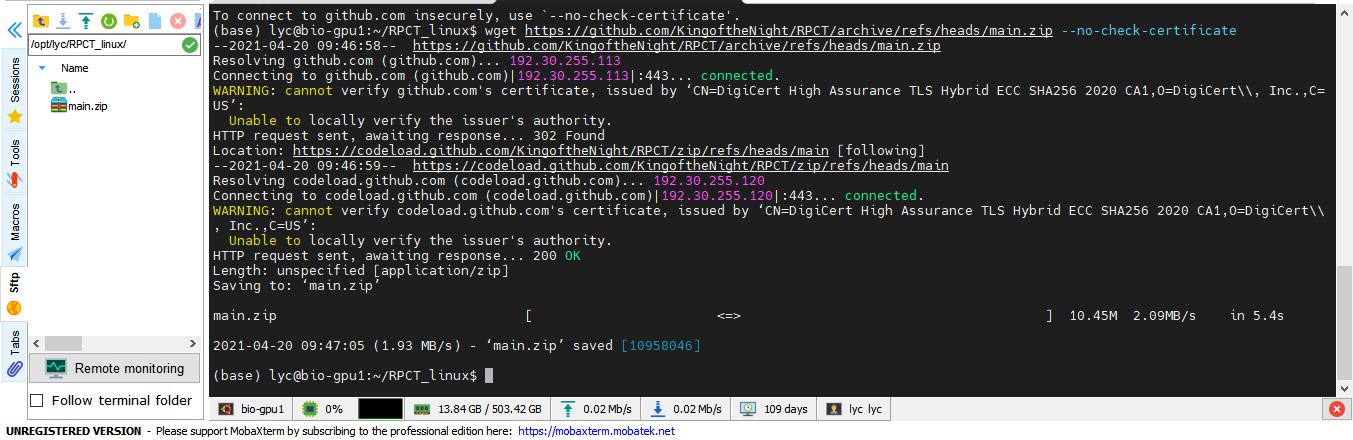 /opt/lyc/RPCT_linux/
Name
..
main.zip
Sessions
Tools
Macros
Sftp
Tabs
Remote monitoring
Follow terminal folder
To connect to github.com insecurely, use `--no-check-certificate'.
(base) lyc@bio-gpu1:~/RPCT_linux$ wget https://github.com/KingoftheNight/RPCT/archive/refs/heads/main.zip --no-check-certificate
--2021-04-20 09:46:58--  https://github.com/KingoftheNight/RPCT/archive/refs/heads/main.zip
Resolving github.com (github.com)... 192.30.255.113
Connecting to github.com (github.com)|192.30.255.113|:443... connected.
WARNING: cannot verify github.com's certificate, issued by ‘CN=DigiCert High Assurance TLS Hybrid ECC SHA256 2020 CA1,O=DigiCert\\, Inc.,C=
US’:
  Unable to locally verify the issuer's authority.
HTTP request sent, awaiting response... 302 Found
Location: https://codeload.github.com/KingoftheNight/RPCT/zip/refs/heads/main [following]
--2021-04-20 09:46:59--  https://codeload.github.com/KingoftheNight/RPCT/zip/refs/heads/main
Resolving codeload.github.com (codeload.github.com)... 192.30.255.120
Connecting to codeload.github.com (codeload.github.com)|192.30.255.120|:443... connected.
WARNING: cannot verify codeload.github.com's certificate, issued by ‘CN=DigiCert High Assurance TLS Hybrid ECC SHA256 2020 CA1,O=DigiCert\\
, Inc.,C=US’:
  Unable to locally verify the issuer's authority.
HTTP request sent, awaiting response... 200 OK
Length: unspecified [application/zip]
Saving to: ‘main.zip’
main.zip [ <=> ] 10.45M 2.09MB/s in 5.4s
2021-04-20 09:47:05 (1.93 MB/s) - ‘main.zip’ saved [10958046]
(base) lyc@bio-gpu1:~/RPCT_linux$
bio-gpu1 0% 13.84 GB / 503.42 GB 0.02 Mb/s 0.02 Mb/s 109 days lyc lyc
UNREGISTERED VERSION - Please support MobaXterm by subscribing to the professional edition here: https://mobaxterm.mobatek.net